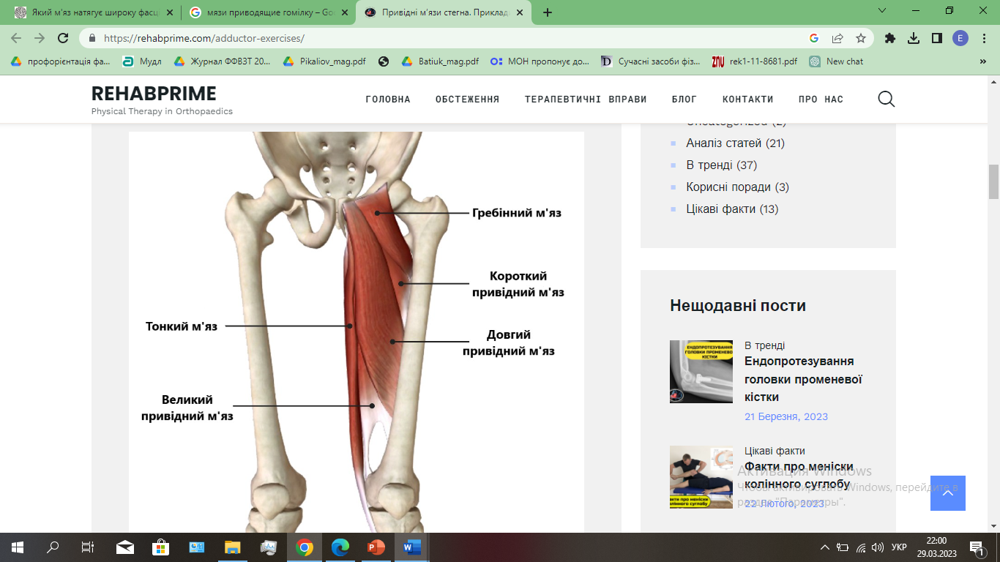 Який м'яз натягує широку фасц
мязи приводящие гомілку – Go
Привідні м'язи стегна. Приклад
https://rehabprime.com/adductor-exercises/
E
профорієнтація фа...
Мудл
Журнал ФФВЗТ 20...
Pikaliov_mag.pdf
Batiuk_mag.pdf
МОН пропонує до...
Сучасні засоби фіз...
rek1-11-8681.pdf
New chat
»
REHABPRIME
Physical Therapy in Orthopaedics
ГОЛОВНА
ОБСТЕЖЕННЯ
ТЕРАПЕВТИЧНІ ВПРАВИ
БЛОГ
КОНТАКТИ
ПРО НАС
Гребінний м'яз
Короткий
привідний м'яз
Тонкий м'яз
Довгий
привідний м'яз
Великий
привідний м'яз
Uncategorized (2)
Аналіз статей (21)
В тренді (37)
Корисні поради (3)
Цікаві факти (13)
Нещодавні пости
ЕНДОПРОТЕЗУВАННЯ
ГОЛОВКИ ПРОМЕНЕВОЇ
КІСТКИ
В тренді
Ендопротезування
головки променевої
кістки
21 Березня, 2023
Цікаві факти
Факти про меніски
колінного суглобу
22 Лютого, 2023
Активация Windows
Чтобы активировать Windows, перейдите в
раздел "Параметры".
УКР
22:00
29.03.2023
1